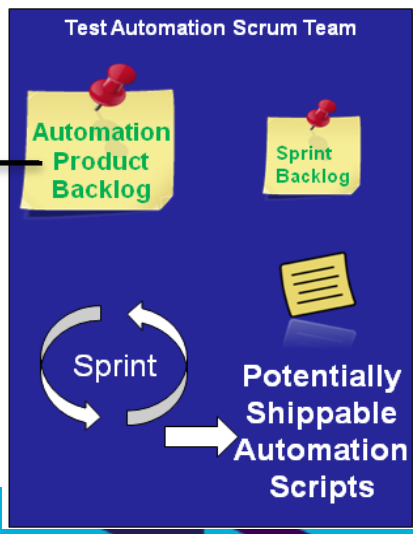 Test Automation Scrum Team
Automation
Product
Backlog
Sprint
Backlog
Sprint
Potentially
Shippable
Automation
Scripts